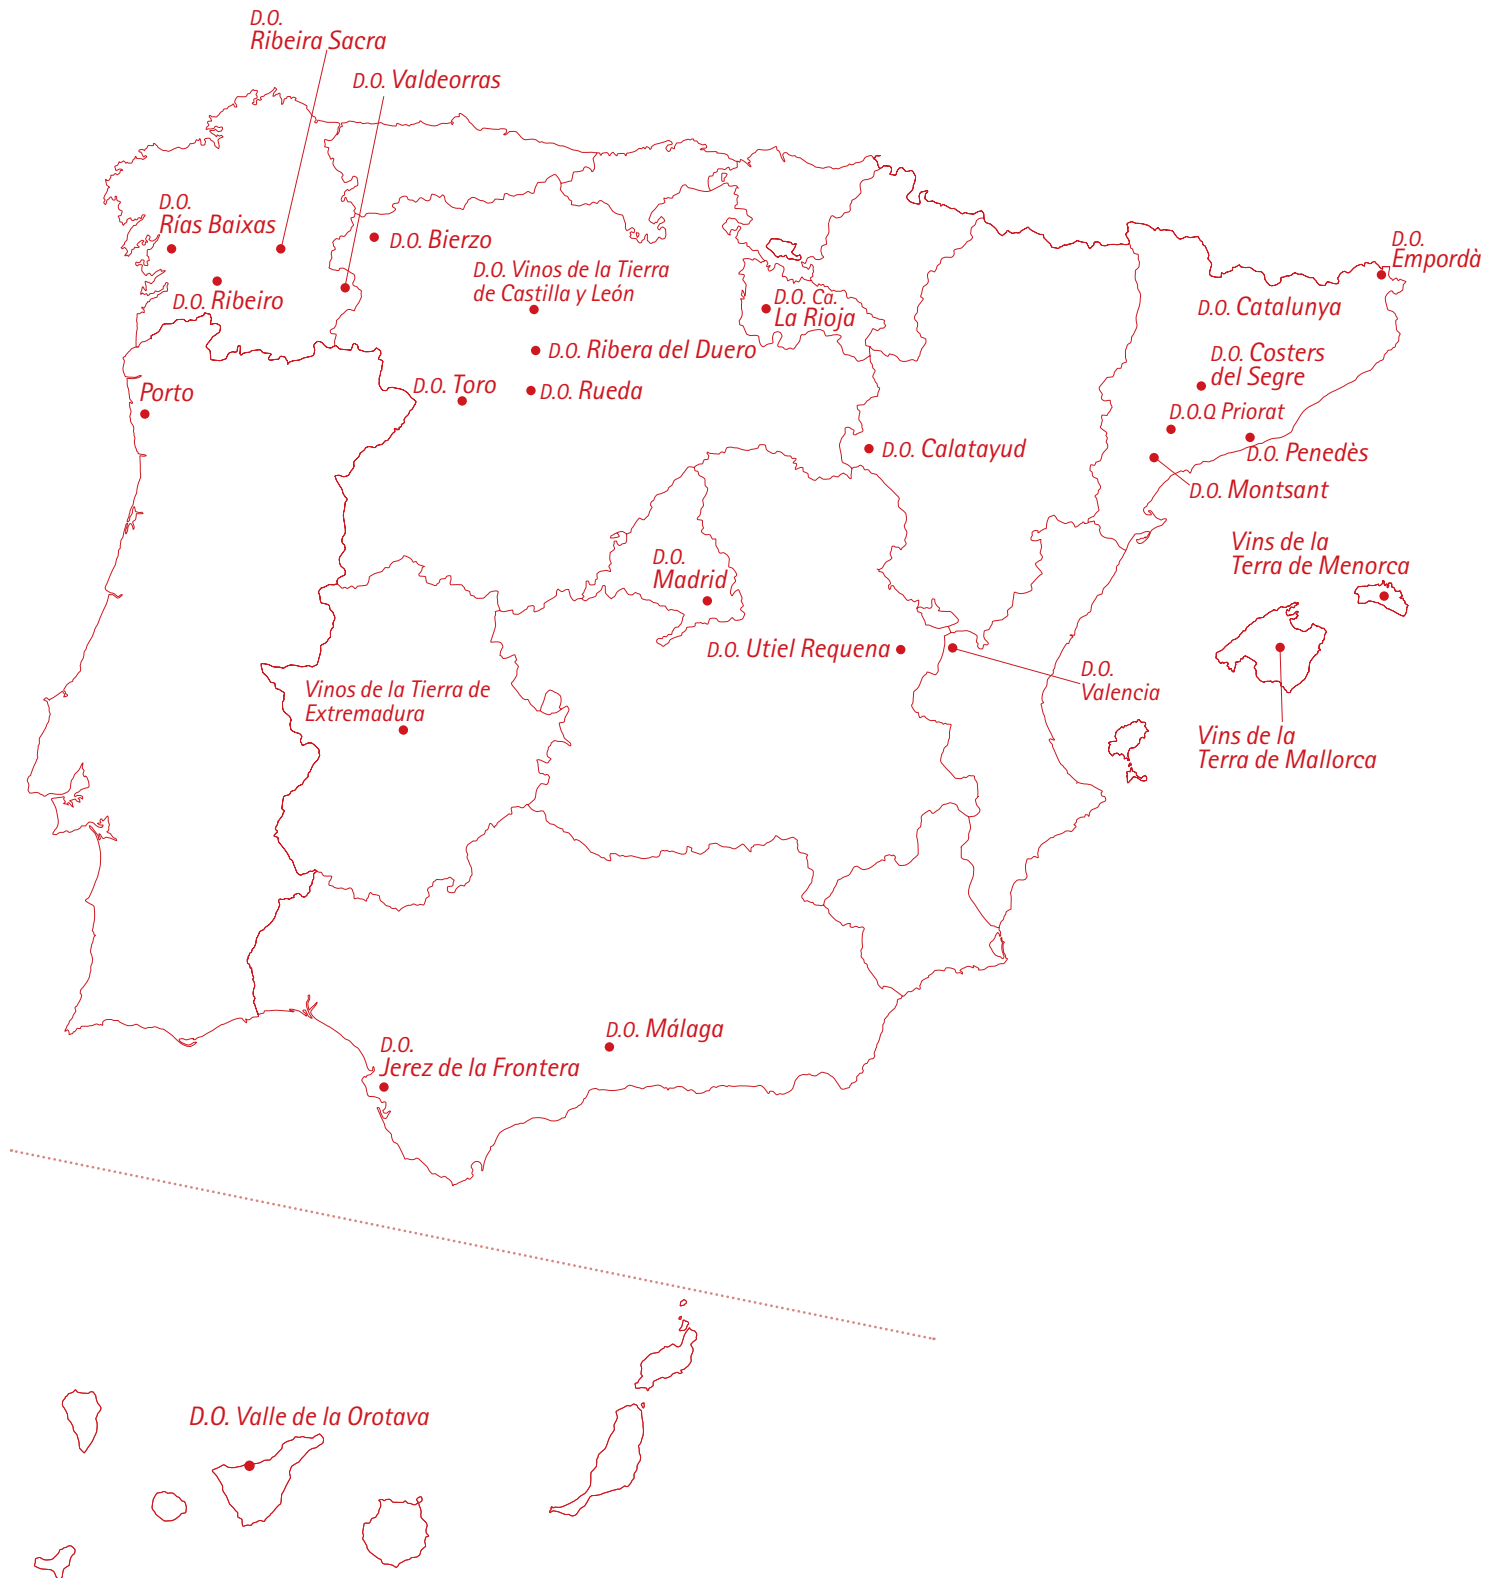 D.O.
Ribeira Sacra
D.O. Valdeorras
D.O.
Rías Baixas
D.O. Bierzo
D.O. Ribeiro
D.O. Vinos de la Tierra
de Castilla y León
D.O. Ca.
La Rioja
D.O.
Empordà
D.O. Catalunya
D.O. Ribera del Duero
D.O. Costers
del Segre
Porto
D.O. Toro
D.O. Rueda
D.O.Q Priorat
D.O. Calatayud
D.O. Penedès
D.O. Montsant
Vins de la
Terra de Menorca
D.O.
Madrid
D.O. Utiel Requena
D.O.
Valencia
Vinos de la Tierra de
Extremadura
Vins de la
Terra de Mallorca
D.O. Málaga
D.O.
Jerez de la Frontera
D.O. Valle de la Orotava